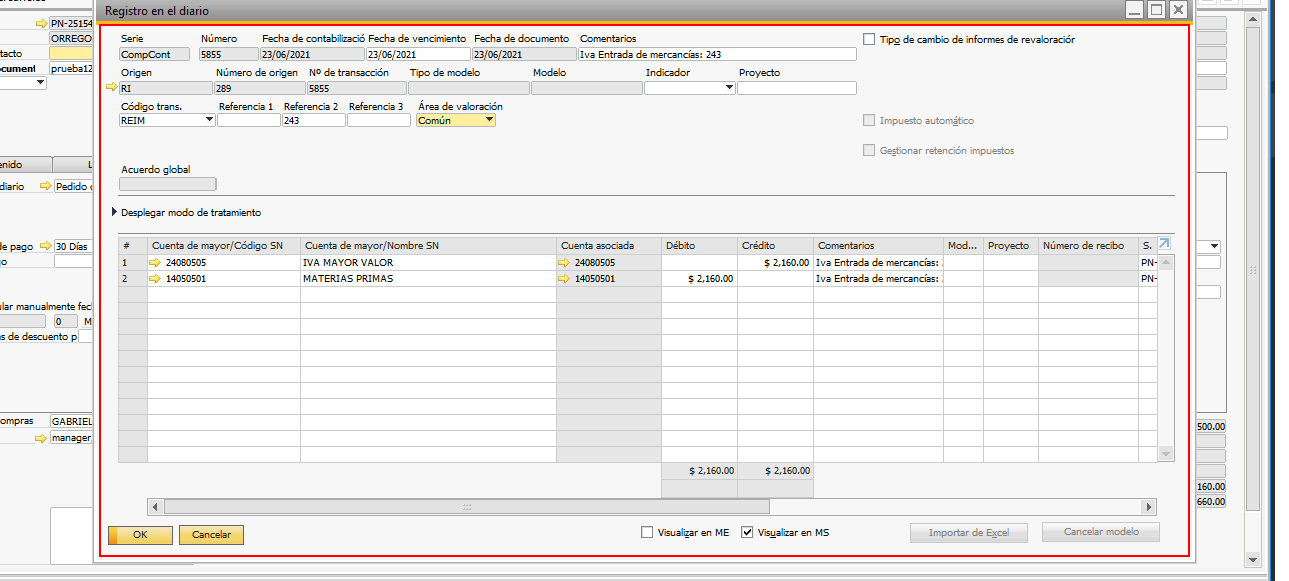 Registro en el diario
PN-25154
ORREGO
tacto
ocument prueba12
enido L
diario Pedido
de pago 30 Días
go
ular manualmente fec
0 M
s de descuento p
ompras GABRIEL
manager
Serie Número Fecha de contabilizació Fecha de vencimiento Fecha de documento Comentarios
CompCont 5855 23/06/2021 23/06/2021 23/06/2021 Iva Entrada de mercancías: 243
Tipo de cambio de informes de revaloraciór
Origen Número de origen Nº de transacción Tipo de modelo Modelo Indicador Proyecto
RI 289 5855
Código trans. Referencia 1 Referencia 2 Referencia 3 Área de valoración
REIM 243 Común
Impuesto automático
Gestionar retención impuestos
Acuerdo global
Desplegar modo de tratamiento
# Cuenta de mayor/Código SN Cuenta de mayor/Nombre SN Cuenta asociada Débito Crédito Comentarios Mod... Proyecto Número de recibo S.
1 24080505 IVA MAYOR VALOR 24080505 $ 2,160.00 Iva Entrada de mercancías: PN-
2 14050501 MATERIAS PRIMAS 14050501 $ 2,160.00 Iva Entrada de mercancías: PN-
$ 2,160.00 $ 2,160.00
500.00
160.00
660.00
OK Cancelar Visualizar en ME Visualizar en MS Importar de Excel Cancelar modelo